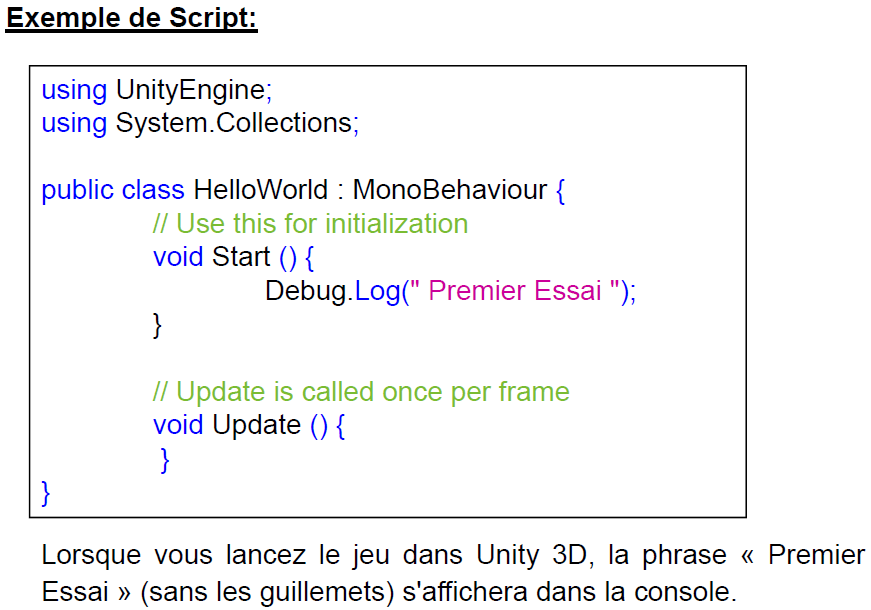 Exemple de Script:
using UnityEngine;
using System.Collections;
public class HelloWorld : MonoBehaviour {
// Use this for initialization
void Start () {
Debug.Log(" Premier Essai ");
}
// Update is called once per frame
void Update () {
}
}
Lorsque vous lancez le jeu dans Unity 3D, la phrase « Premier
Essai » (sans les guillemets) s'affichera dans la console.